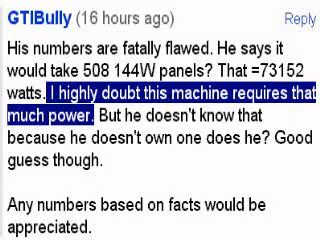 GTIBully (16 hours ago) Reply
His numbers are fatally flawed. He says it
would take 508 144W panels? That =73152
watts. I highly doubt this machine requires that
much power. But he doesn't know that
because he doesn't own one does he? Good
guess though.
Any numbers based on facts would be
appreciated.